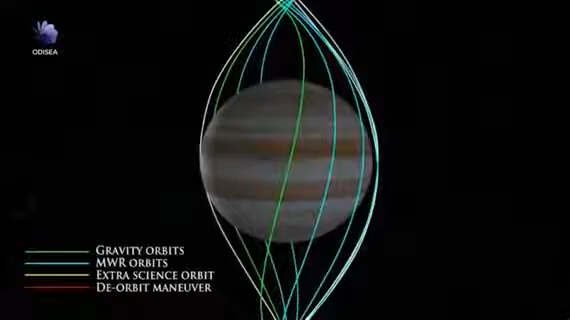 ODISEA
GRAVITY ORBITS
MWR ORBITS
EXTRA SCIENCE ORBIT
DE-ORBIT MANEUVER